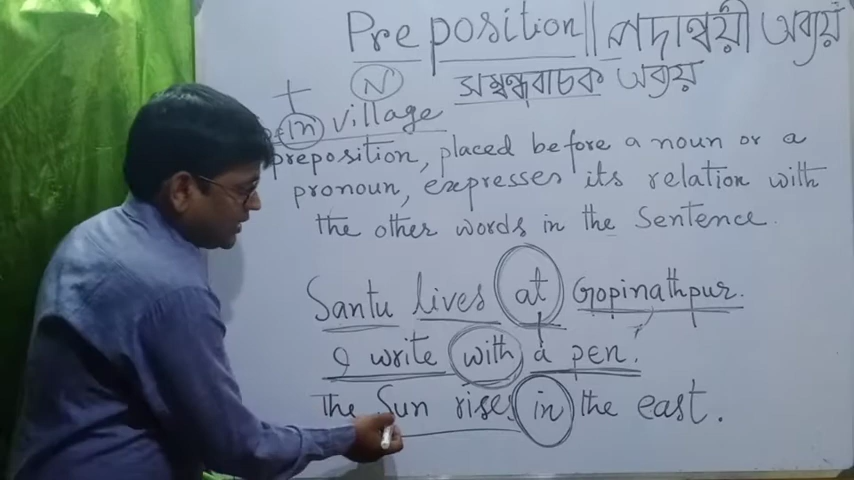 Preposition || পদান্বয়ী অব্যয়
N সম্বন্ধবাচক অব্যয়
in village
preposition, placed before a noun or a
pronoun, expresses its relation with
the other words in the sentence.
Santu lives at Gopinathpur.
I write with a pen.
The Sun rises in the east.